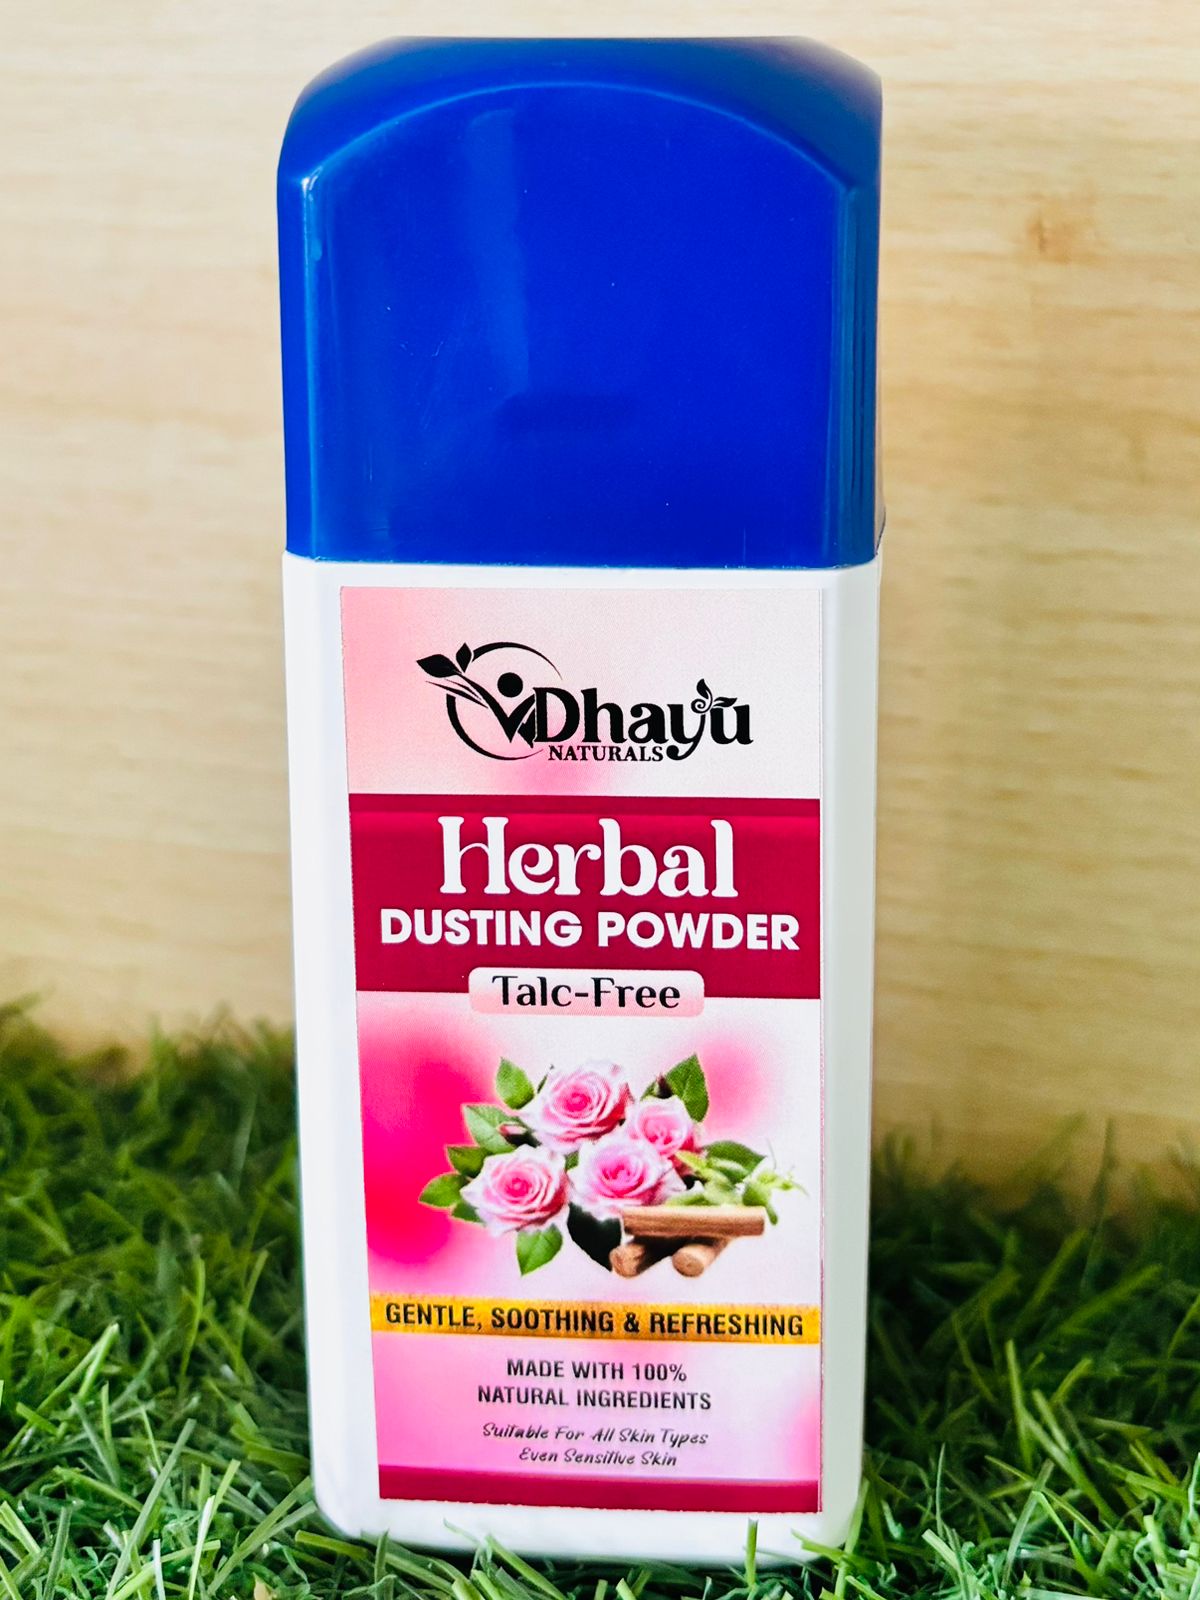 Dhayū
NATURALS
Herbal
DUSTING POWDER
Talc-Free
GENTLE, SOOTHING & REFRESHING
MADE WITH 100%
NATURAL INGREDIENTS
Suitable For All Skin Types
Even Sensitive Skin